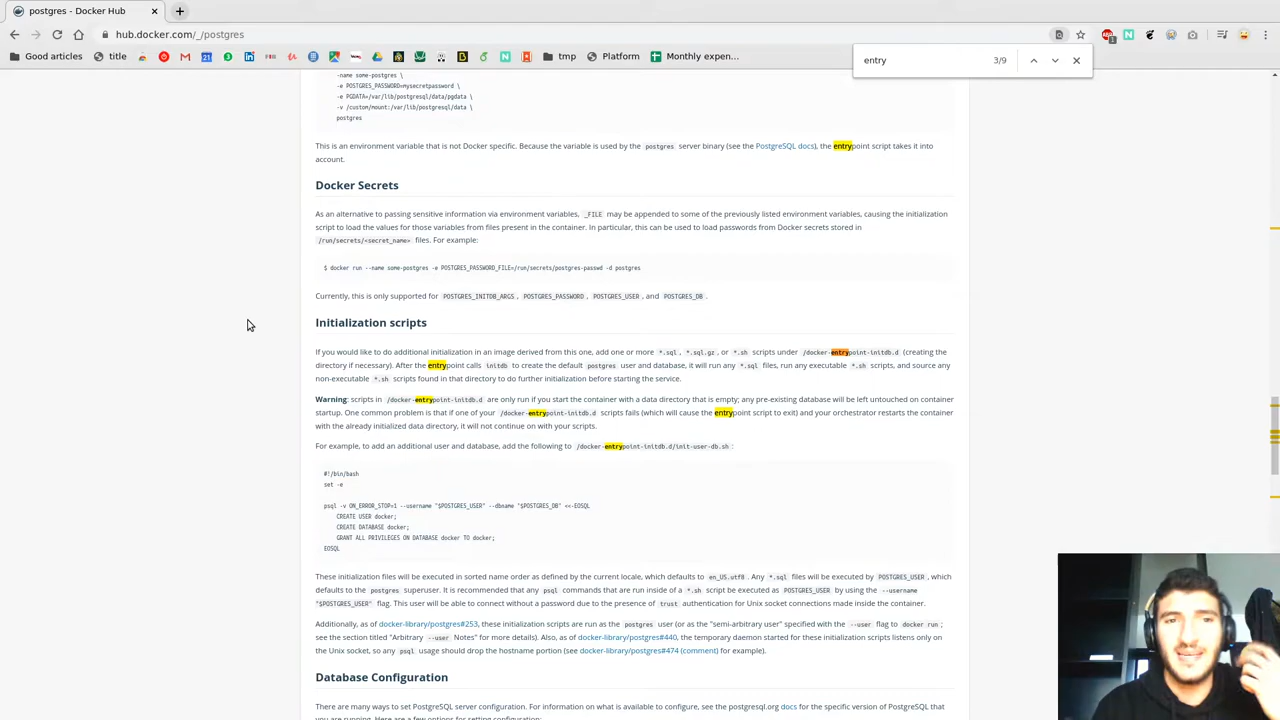 postgres - Docker Hub
hub.docker.com/_/postgres
Good articles
title
tmp
Platform
Monthly expen...
entry
3/9
-name some-postgres \
-e POSTGRES_PASSWORD=mysecretpassword \
-e PGDATA=/var/lib/postgresql/data/pgdata \
-v /custom/mount:/var/lib/postgresql/data \
postgres
This is an environment variable that is not Docker specific. Because the variable is used by the postgres server binary (see the PostgreSQL docs), the entrypoint script takes it into
account.
Docker Secrets
As an alternative to passing sensitive information via environment variables, _FILE may be appended to some of the previously listed environment variables, causing the initialization
script to load the values for those variables from files present in the container. In particular, this can be used to load passwords from Docker secrets stored in
/run/secrets/<secret_name> files. For example:
$ docker run --name some-postgres -e POSTGRES_PASSWORD_FILE=/run/secrets/postgres-passwd -d postgres
Currently, this is only supported for POSTGRES_INITDB_ARGS, POSTGRES_PASSWORD, POSTGRES_USER, and POSTGRES_DB.
Initialization scripts
If you would like to do additional initialization in an image derived from this one, add one or more *.sql, *.sql.gz, or *.sh scripts under /docker-entrypoint-initdb.d (creating the
directory if necessary). After the entrypoint calls initdb to create the default postgres user and database, it will run any *.sql files, run any executable *.sh scripts, and source any
non-executable *.sh scripts found in that directory to do further initialization before starting the service.
Warning: scripts in /docker-entrypoint-initdb.d are only run if you start the container with a data directory that is empty; any pre-existing database will be left untouched on container
startup. One common problem is that if one of your /docker-entrypoint-initdb.d scripts fails (which will cause the entrypoint script to exit) and your orchestrator restarts the container
with the already initialized data directory, it will not continue on with your scripts.
For example, to add an additional user and database, add the following to /docker-entrypoint-initdb.d/init-user-db.sh:
#!/bin/bash
set -e
psql -v ON_ERROR_STOP=1 --username "$POSTGRES_USER" --dbname "$POSTGRES_DB" <<-EOSQL
CREATE USER docker;
CREATE DATABASE docker;
GRANT ALL PRIVILEGES ON DATABASE docker TO docker;
EOSQL
These initialization files will be executed in sorted name order as defined by the current locale, which defaults to en_US.utf8. Any *.sql files will be executed by POSTGRES_USER, which
defaults to the postgres superuser. It is recommended that any psql commands that are run inside of a *.sh script be executed as POSTGRES_USER by using the --username
"$POSTGRES_USER" flag. This user will be able to connect without a password due to the presence of trust authentication for Unix socket connections made inside the container.
Additionally, as of docker-library/postgres#253, these initialization scripts are run as the postgres user (or as the "semi-arbitrary user" specified with the --user flag to docker run;
see the section titled "Arbitrary --user Notes" for more details). Also, as of docker-library/postgres#440, the temporary daemon started for these initialization scripts listens only on
the Unix socket, so any psql usage should drop the hostname portion (see docker-library/postgres#474 (comment) for example).
Database Configuration
There are many ways to set PostgreSQL server configuration. For information on what is available to configure, see the postgresql.org docs for the specific version of PostgreSQL that
you are running. Here are a few options for setting configuration: